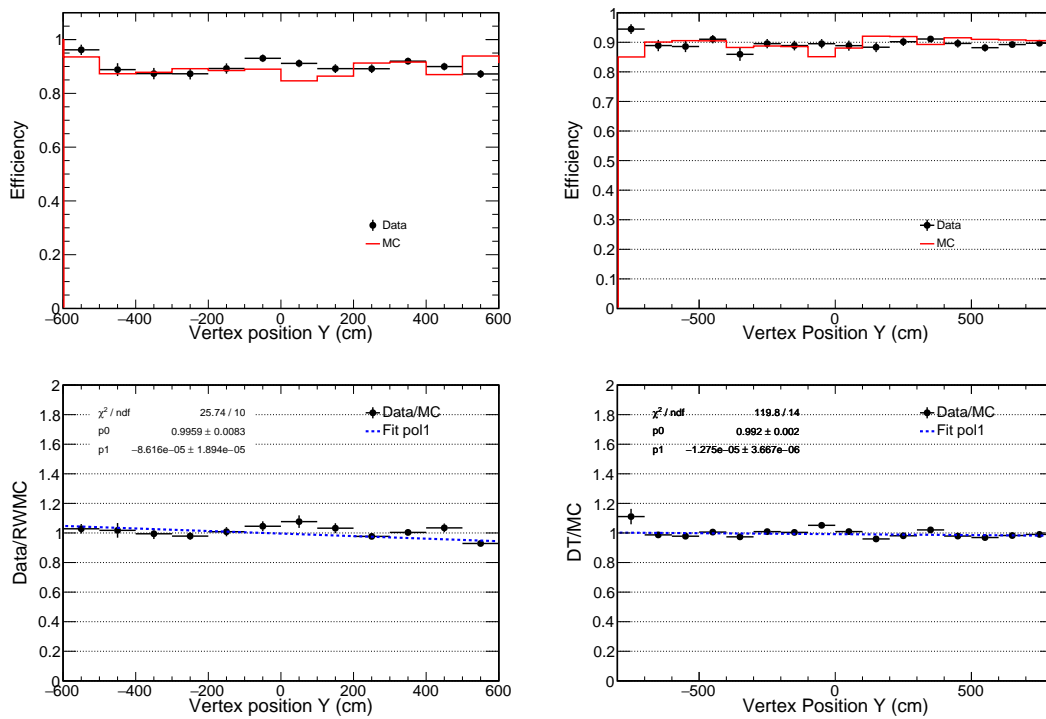 Efficiency
1
0.8
0.6
0.4
0.2
0
Data
MC
−600
−400
−200
0
200
400
600
Vertex position Y (cm)
Efficiency
1
0.9
0.8
0.7
0.6
0.5
0.4
0.3
0.2
0.1
0
Data
MC
−500
0
500
Vertex Position Y (cm)
Data/RWMC
2
1.8
1.6
1.4
1.2
1
0.8
0.6
0.4
0.2
0
χ² / ndf 25.74 / 10
p0 0.9959 ± 0.0083
p1 −8.616e−05 ± 1.894e−05
Data/MC
Fit pol1
−600
−400
−200
0
200
400
600
Vertex position Y (cm)
DT/MC
2
1.8
1.6
1.4
1.2
1
0.8
0.6
0.4
0.2
0
χ² / ndf 119.8 / 14
p0 0.992 ± 0.002
p1 −1.275e−05 ± 3.667e−06
Data/MC
Fit pol1
−500
0
500
Vertex Position Y (cm)